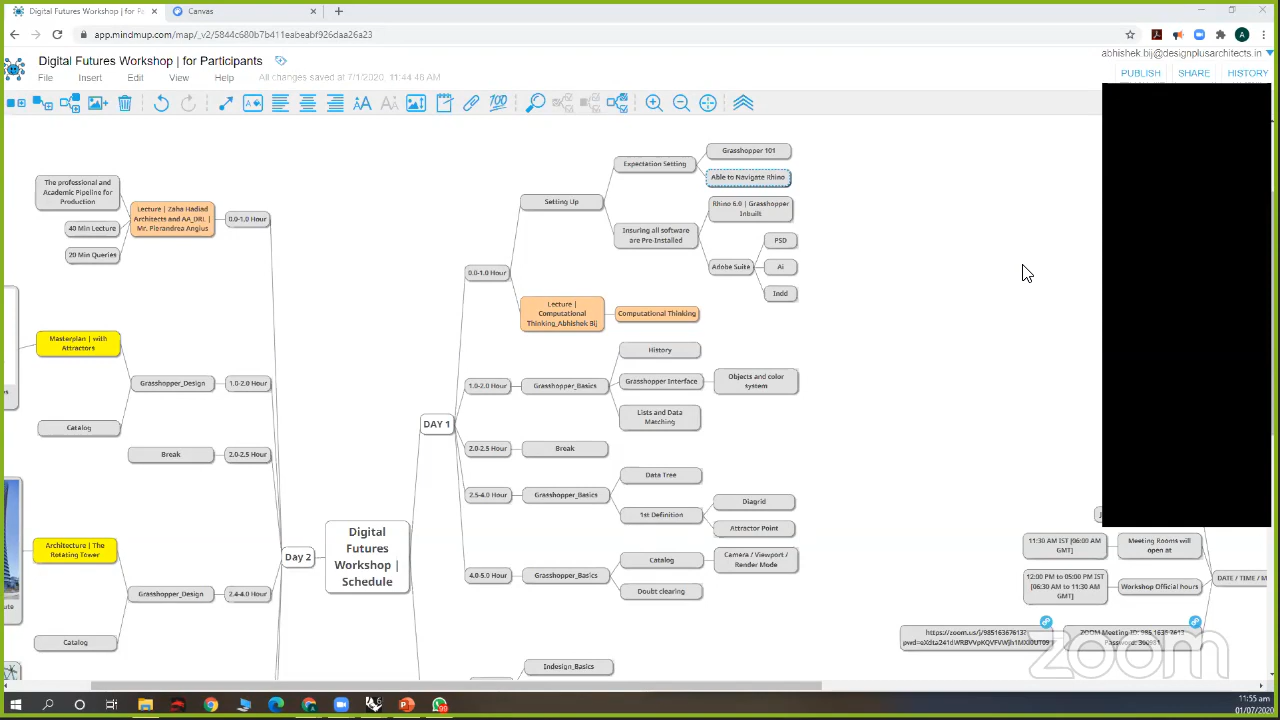 Digital Futures Workshop | for Pa
Canvas
app.mindmup.com/map/_v2/5844c680b7b411eabeabf926daa26a23
Digital Futures Workshop | for Participants
abhishek.bij@designplusarchitects.in
File Insert Edit View Help All changes saved at 7/1/2020, 11:44:46 AM
PUBLISH SHARE HISTORY
Grasshopper 101
Expectation Setting
Able to Navigate Rhino
The professional and
Academic Pipeline for
Production
Lecture | Zaha Hadiad
Architects and AA_DRL |
Mr. Pierandrea Angius
0.0-1.0 Hour
40 Min Lecture
20 Min Queries
Setting Up
Rhino 6.0 | Grasshopper
Inbuilt
Insuring all software
are Pre-Installed
PSD
Adobe Suite
Ai
Indd
0.0-1.0 Hour
Lecture |
Computational
Thinking_Abhishek Bij
Computational Thinking
Masterplan | with
Attractors
Grasshopper_Design
1.0-2.0 Hour
Catalog
History
1.0-2.0 Hour
Grasshopper_Basics
Grasshopper Interface
Objects and color
system
Lists and Data
Matching
DAY 1
Break
2.0-2.5 Hour
2.0-2.5 Hour
Break
Data Tree
2.5-4.0 Hour
Grasshopper_Basics
1st Definition
Diagrid
Attractor Point
Architecture | The
Rotating Tower
Day 2
Digital
Futures
Workshop |
Schedule
Catalog
Camera / Viewport /
Render Mode
4.0-5.0 Hour
Grasshopper_Basics
Doubt clearing
Grasshopper_Design
2.4-4.0 Hour
Catalog
Indesign_Basics
11:30 AM IST [06:00 AM
GMT]
Meeting Rooms will
open at
12:00 PM to 05:00 PM IST
[06:30 AM to 11:30 AM
GMT]
Workshop Official hours
DATE / TIME / M
https://zoom.us/j/98516367613?
ZOOM Meeting ID: 985 1636 7613
zoom
11:55 am
01/07/2020